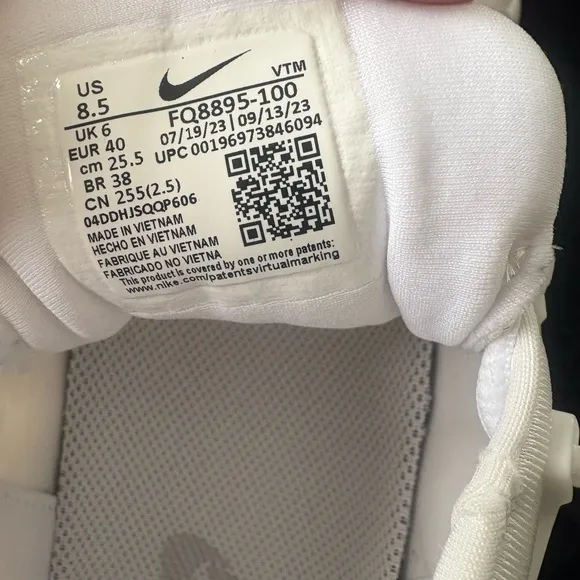 US
8.5
VTM
FQ8895-100
UK 6
07/19/23 | 09/13/23
EUR 40
UPC 00196973846094
cm 25.5
BR 38
CN 255(2.5)
04DDHJSQQP606
MADE IN VIETNAM
HECHO EN VIETNAM
FABRIQUE AU VIETNAM
FABRICADO NO VIETNA
This product is covered by one or more patents:
www.nike.com/patentsvirtualmarking